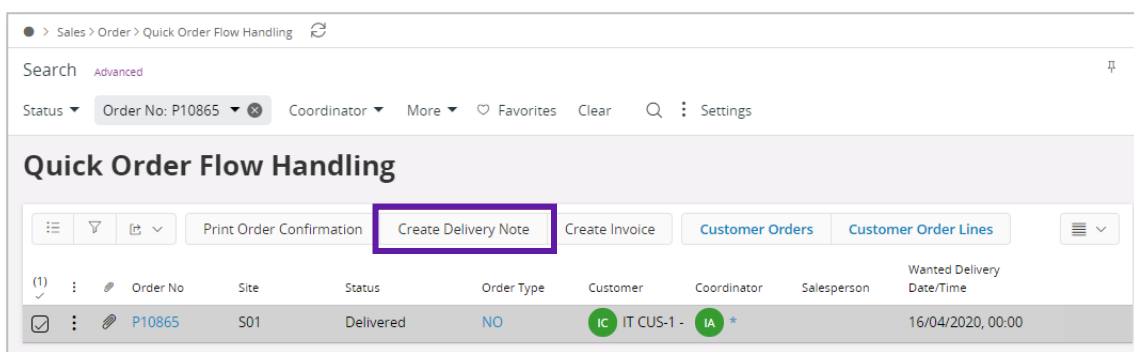 > Sales > Order > Quick Order Flow Handling
Search Advanced
Status Order No: P10865 Coordinator More Favorites Clear Settings
Quick Order Flow Handling
Print Order Confirmation Create Delivery Note Create Invoice Customer Orders Customer Order Lines
(1) Order No Site Status Order Type Customer Coordinator Salesperson Wanted Delivery Date/Time
P10865 S01 Delivered NO IC IT CUS-1 - IA * 16/04/2020, 00:00